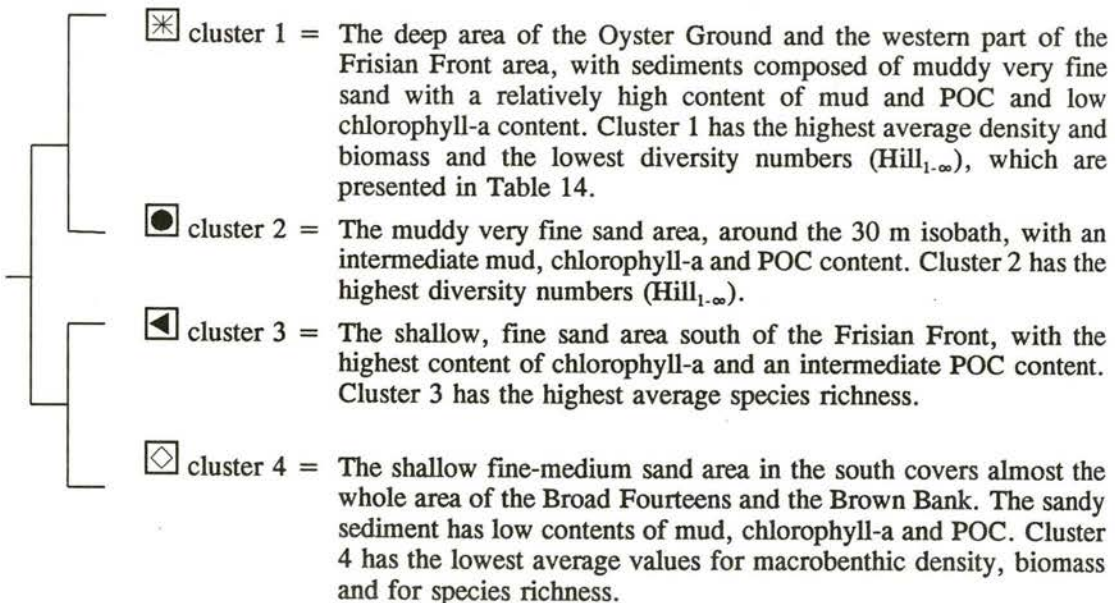 cluster 1 = The deep area of the Oyster Ground and the western part of the
Frisian Front area, with sediments composed of muddy very fine
sand with a relatively high content of mud and POC and low
chlorophyll-a content. Cluster 1 has the highest average density and
biomass and the lowest diversity numbers (Hill₁₋∞), which are
presented in Table 14.
cluster 2 = The muddy very fine sand area, around the 30 m isobath, with an
intermediate mud, chlorophyll-a and POC content. Cluster 2 has the
highest diversity numbers (Hill₁₋∞).
cluster 3 = The shallow, fine sand area south of the Frisian Front, with the
highest content of chlorophyll-a and an intermediate POC content.
Cluster 3 has the highest average species richness.
cluster 4 = The shallow fine-medium sand area in the south covers almost the
whole area of the Broad Fourteens and the Brown Bank. The sandy
sediment has low contents of mud, chlorophyll-a and POC. Cluster
4 has the lowest average values for macrobenthic density, biomass
and for species richness.